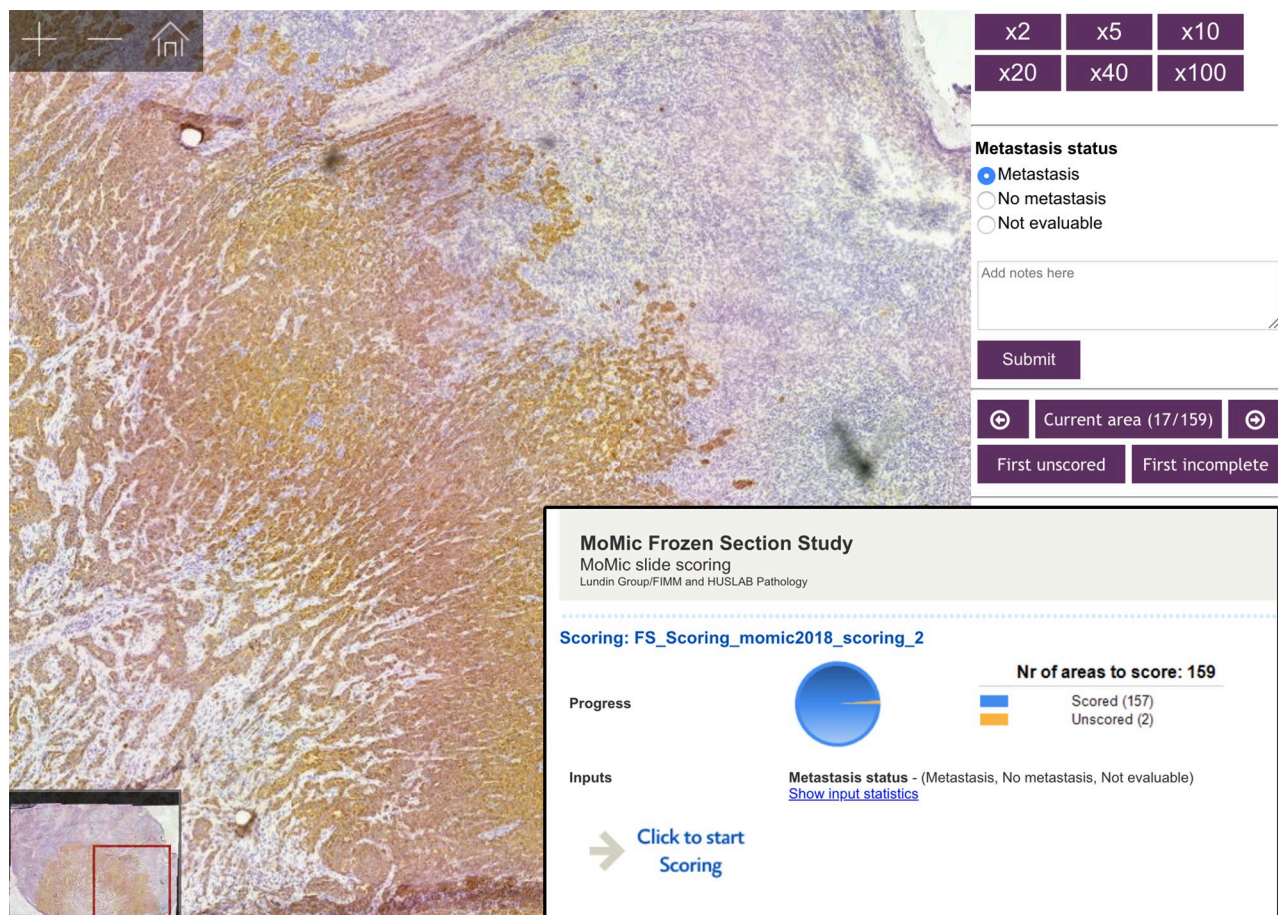 x2 x5 x10
x20 x40 x100
Metastasis status
Metastasis
No metastasis
Not evaluable
Add notes here
Submit
Current area (17/159)
First unscored First incomplete
MoMic Frozen Section Study
MoMic slide scoring
Lundin Group/FIMM and HUSLAB Pathology
Scoring: FS_Scoring_momic2018_scoring_2
Progress
Nr of areas to score: 159
Scored (157)
Unscored (2)
Inputs Metastasis status - (Metastasis, No metastasis, Not evaluable)
Show input statistics
Click to start
Scoring